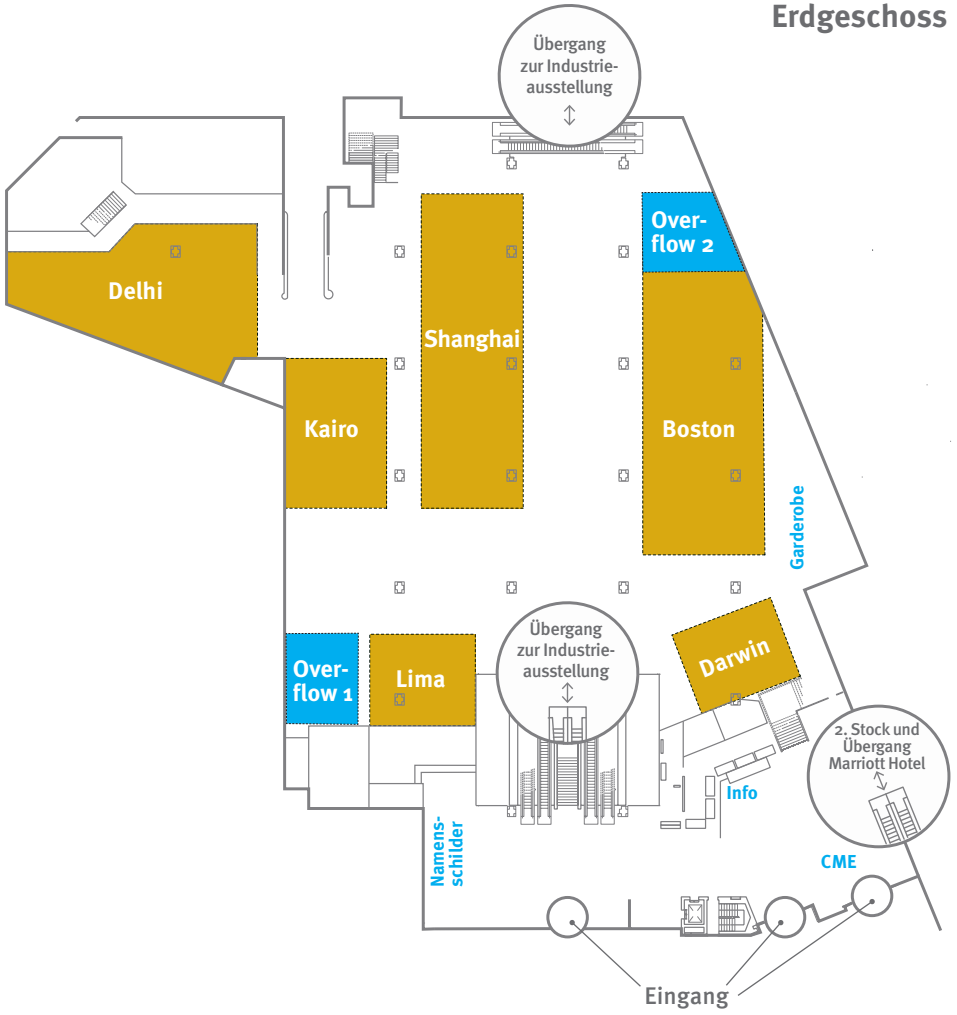 Erdgeschoss
Übergang
zur Industrie-
ausstellung
Over-
flow 2
Delhi
Shanghai
Kairo
Boston
Garderobe
Übergang
zur Industrie-
ausstellung
Darwin
Over-
flow 1
Lima
2. Stock und
Übergang
Marriott Hotel
Info
Namens-
schilder
CME
Eingang